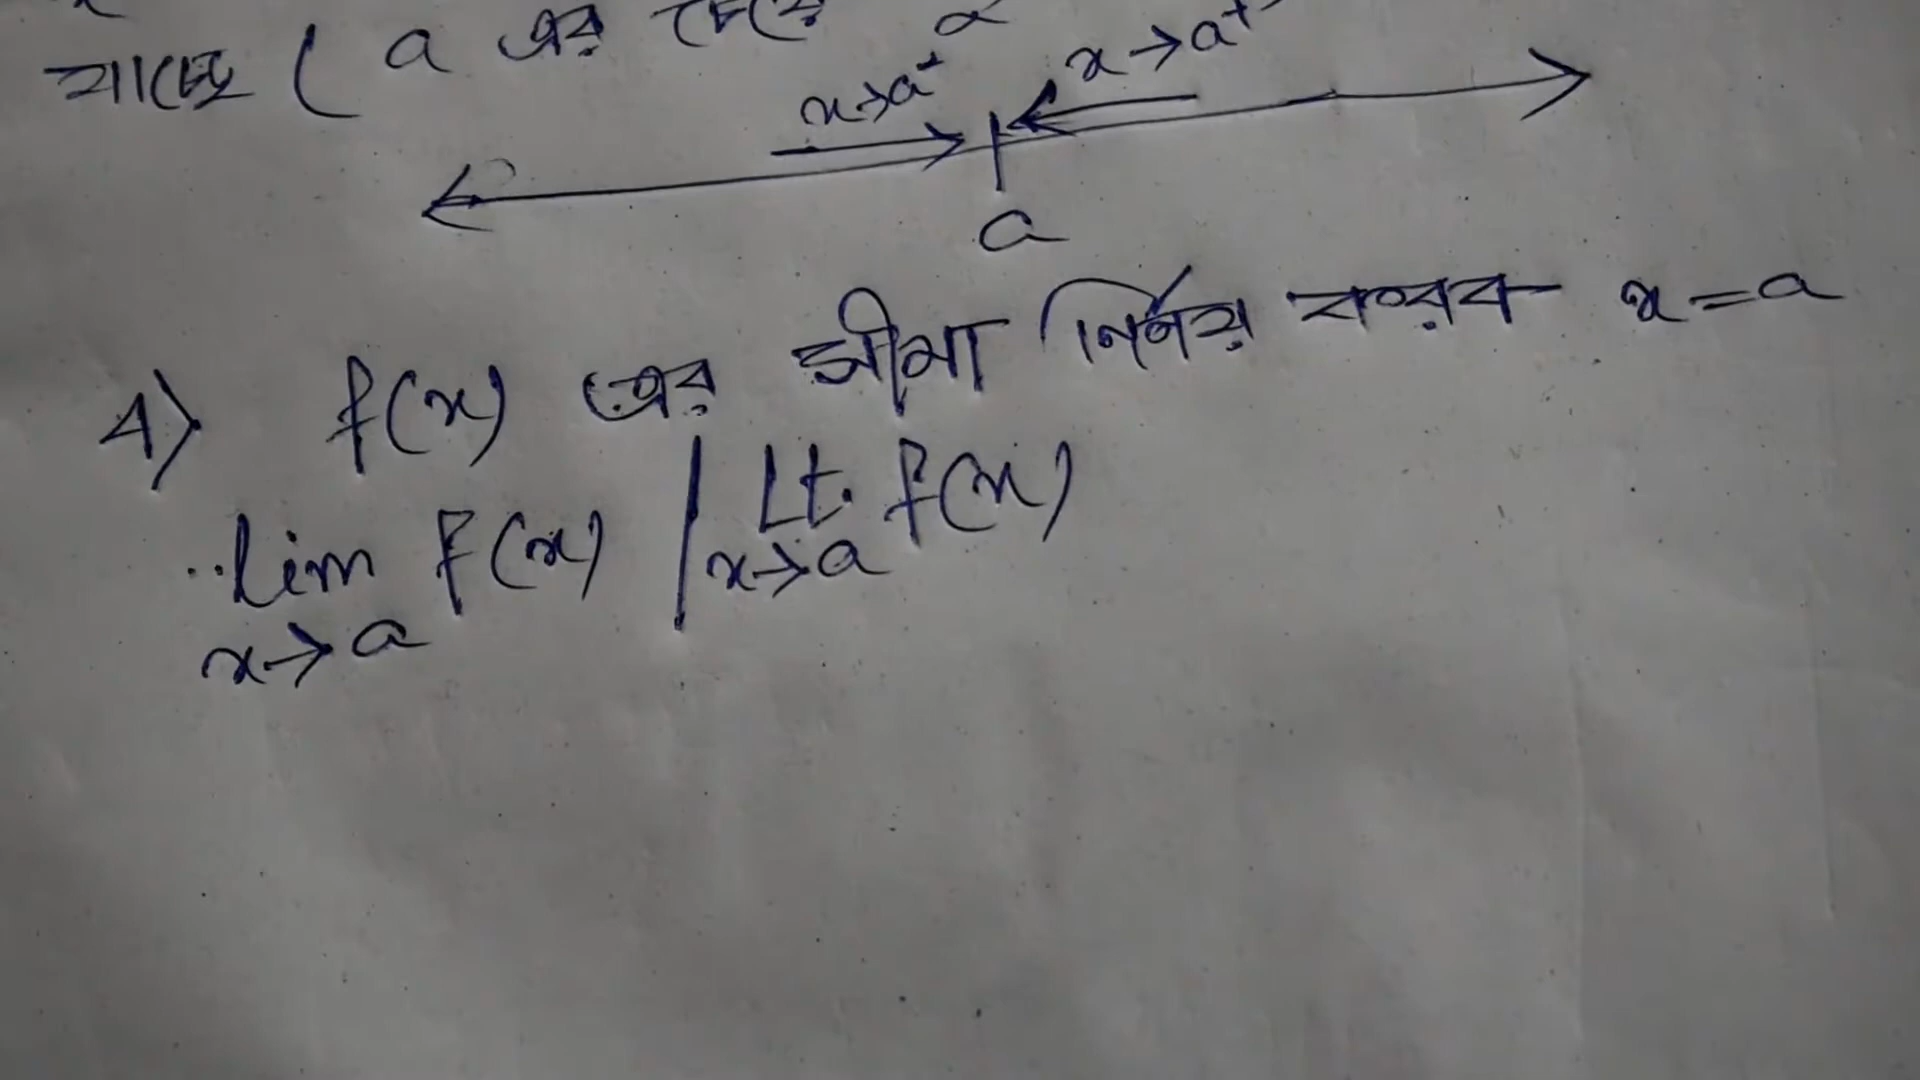 যাচ্ছে ( a এর চেয়ে
x→a⁻ x→a⁺
a
4) f(x) এর সীমা নির্ণয় করব x=a
lim f(x) | Lt. f(x)
x→a x→a